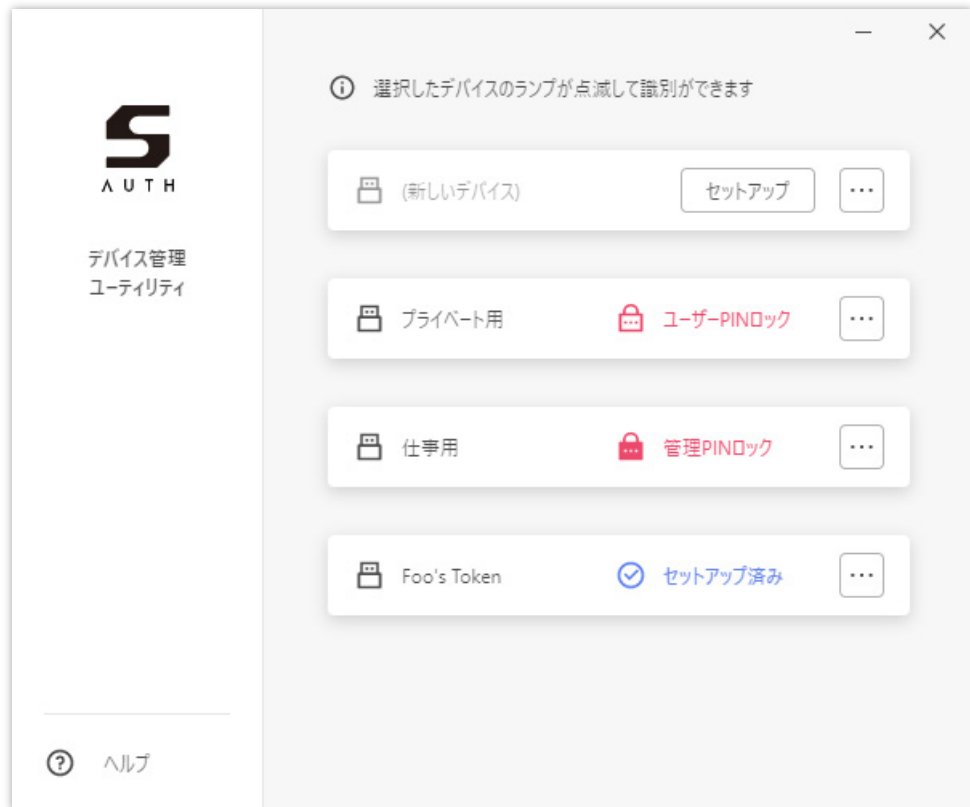 選択したデバイスのランプが点滅して識別ができます
S
AUTH
デバイス管理
ユーティリティ
(新しいデバイス) セットアップ ...
プライベート用 ユーザーPINロック ...
仕事用 管理PINロック ...
Foo's Token セットアップ済み ...
ヘルプ